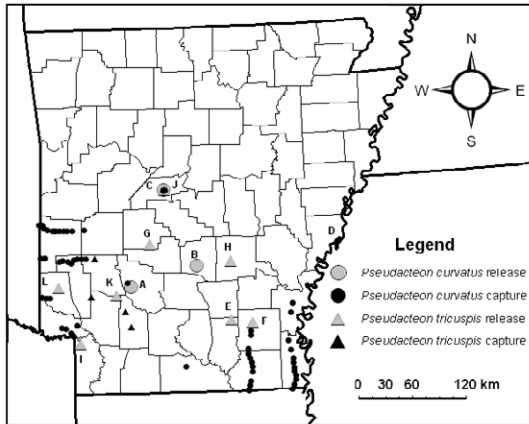 N
W E
S
C J
D
G
B
H
Legend
L
K A
Pseudacteon curvatus release
Pseudacteon curvatus capture
E F
Pseudacteon tricuspis release
I
Pseudacteon tricuspis capture
0 30 60 120 km